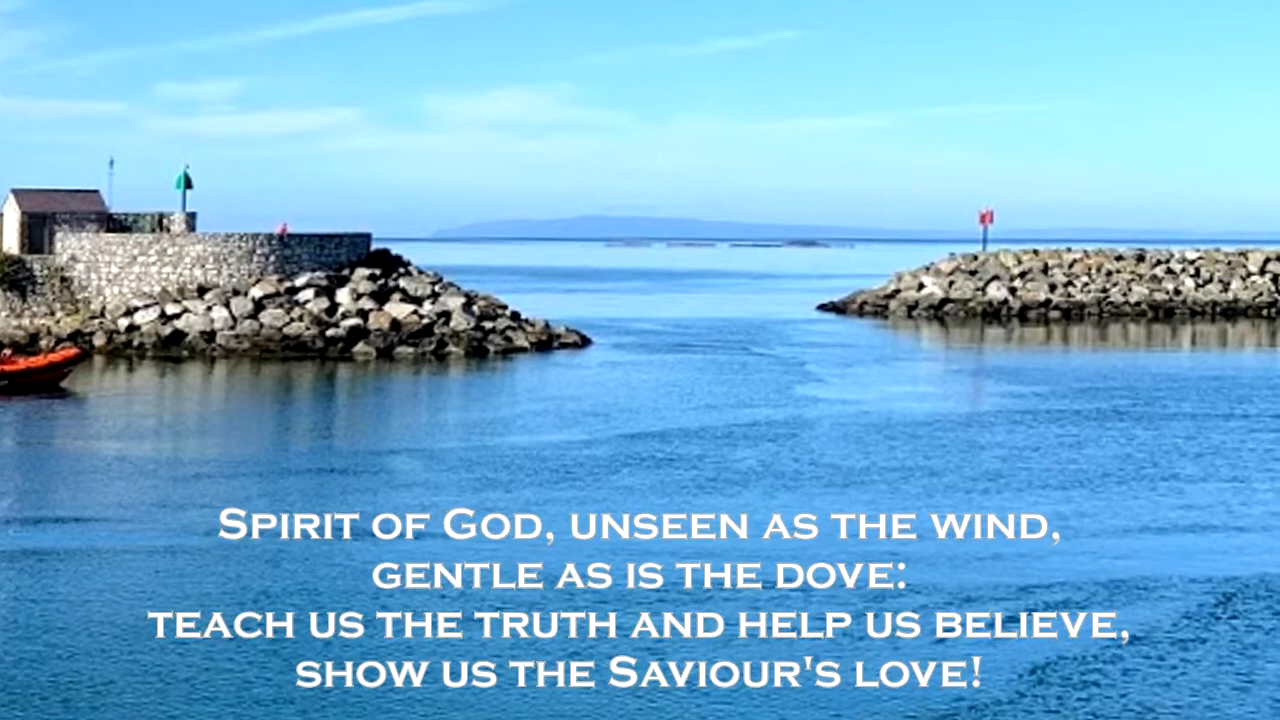 Spirit of God, unseen as the wind,
gentle as is the dove:
teach us the truth and help us believe,
show us the Saviour's love!